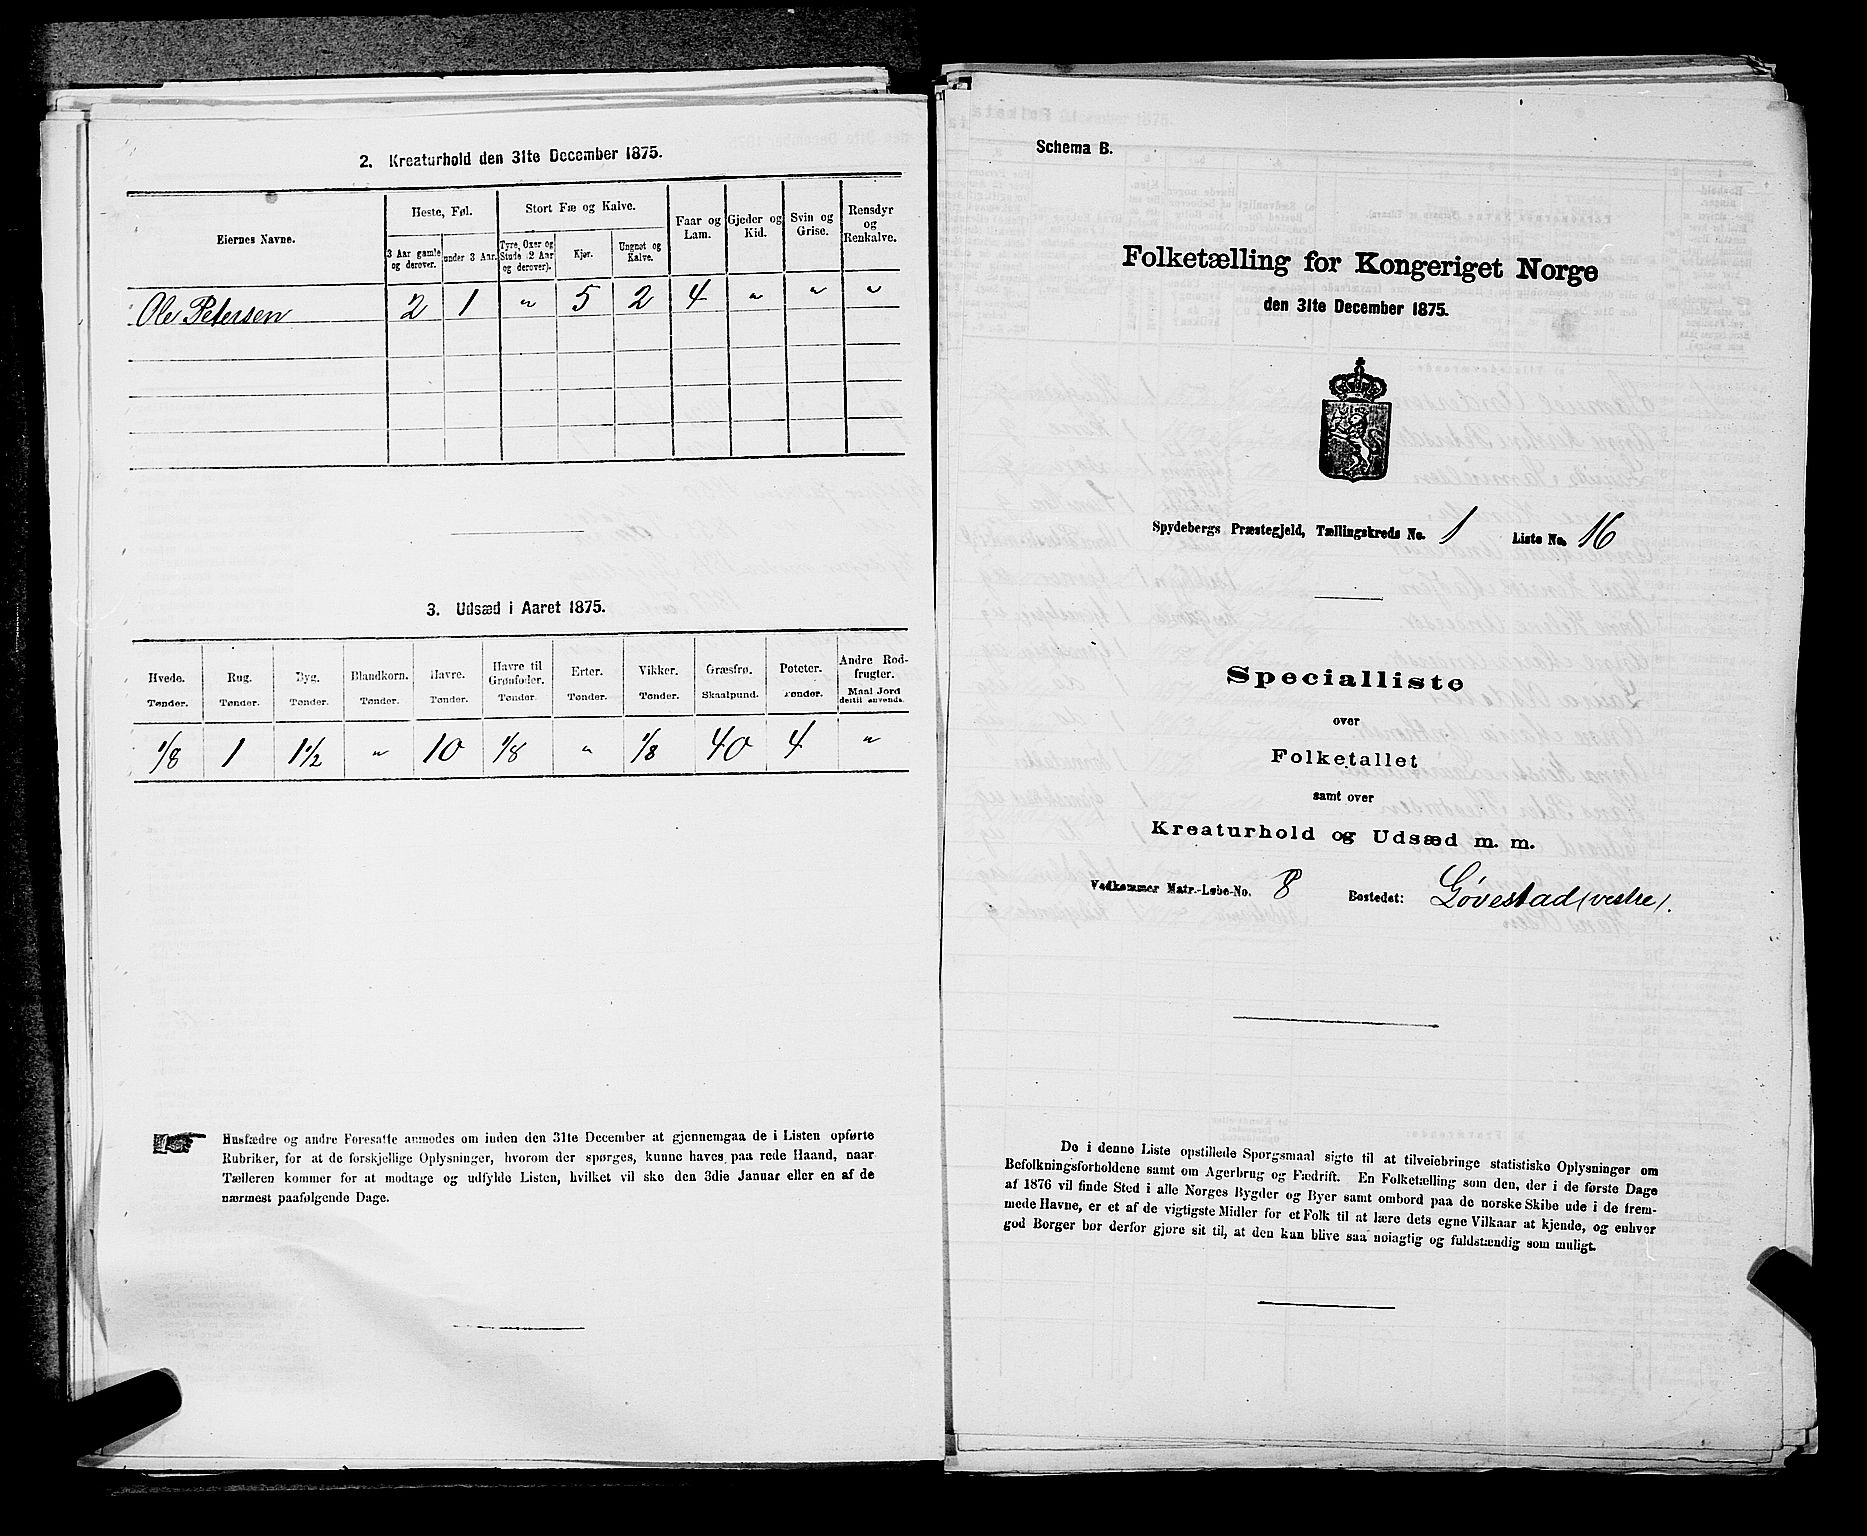 2. Kreaturhold den 31te December 1875.
Eiernes Navne.
Heste, Føl.
Stort Fæ og Kalve.
Faar og Lam.
Gjeder og Kid.
Svin og Grise.
Rensdyr og Renkalve.
3 Aar gamle og derover.
under 3 Aar.
Tyre, Oxer og Stude (2 Aar og derover).
Kjør.
Ungnøt og Kalve.
Ole Petersen 2 1 " 5 2 4 " " "
3. Udsæd i Aaret 1875.
Hvede. Rug. Byg. Blandkorn. Havre. Havre til Grønfoder. Erter. Vikker. Græsfrø. Poteter. Andre Rodfrugter.
Tønder. Tønder. Tønder. Tønder. Tønder. Tønder. Tønder. Tønder. Skaalpund. Tønder. Maal Jord dertil anvendt.
1/8 1 1 1/2 " 10 1/8 " 1/8 40 4 "
Husfædre og andre Foresatte anmodes om inden den 31te December at gjennemgaa de i Listen opførte
Rubriker, for at de forskjellige Oplysninger, hvorom der spørges, kunne haves paa rede Haand, naar
Tælleren kommer for at modtage og udfylde Listen, hvilket vil ske den 3die Januar eller en af de
nærmest paafølgende Dage.
Schema B.
Folketælling for Kongeriget Norge
den 31te December 1875.
Spydebergs Præstegjeld, Tællingskreds No. 1 Liste No. 16
Specialliste
over
Folketallet
samt over
Kreaturhold og Udsæd m. m.
Vedkommer Matr.-Løbe-No. 8 Bostedet: Gøvestad (vestre).
De i denne Liste opstillede Spørgsmaal sigte til at tilveiebringe statistiske Oplysninger om
Befolkningsforholdene samt om Agerbrug og Fædrift. En Folketælling som den, der i de første Dage
af 1876 vil finde Sted i alle Norges Bygder og Byer samt ombord paa de norske Skibe ude i de frem-
mede Havne, er et af de vigtigste Midler for et Folk til at lære dets egne Vilkaar at kjende, og enhver
god Borger bør derfor gjøre sit til, at den kan blive saa nøiagtig og fuldstændig som muligt.